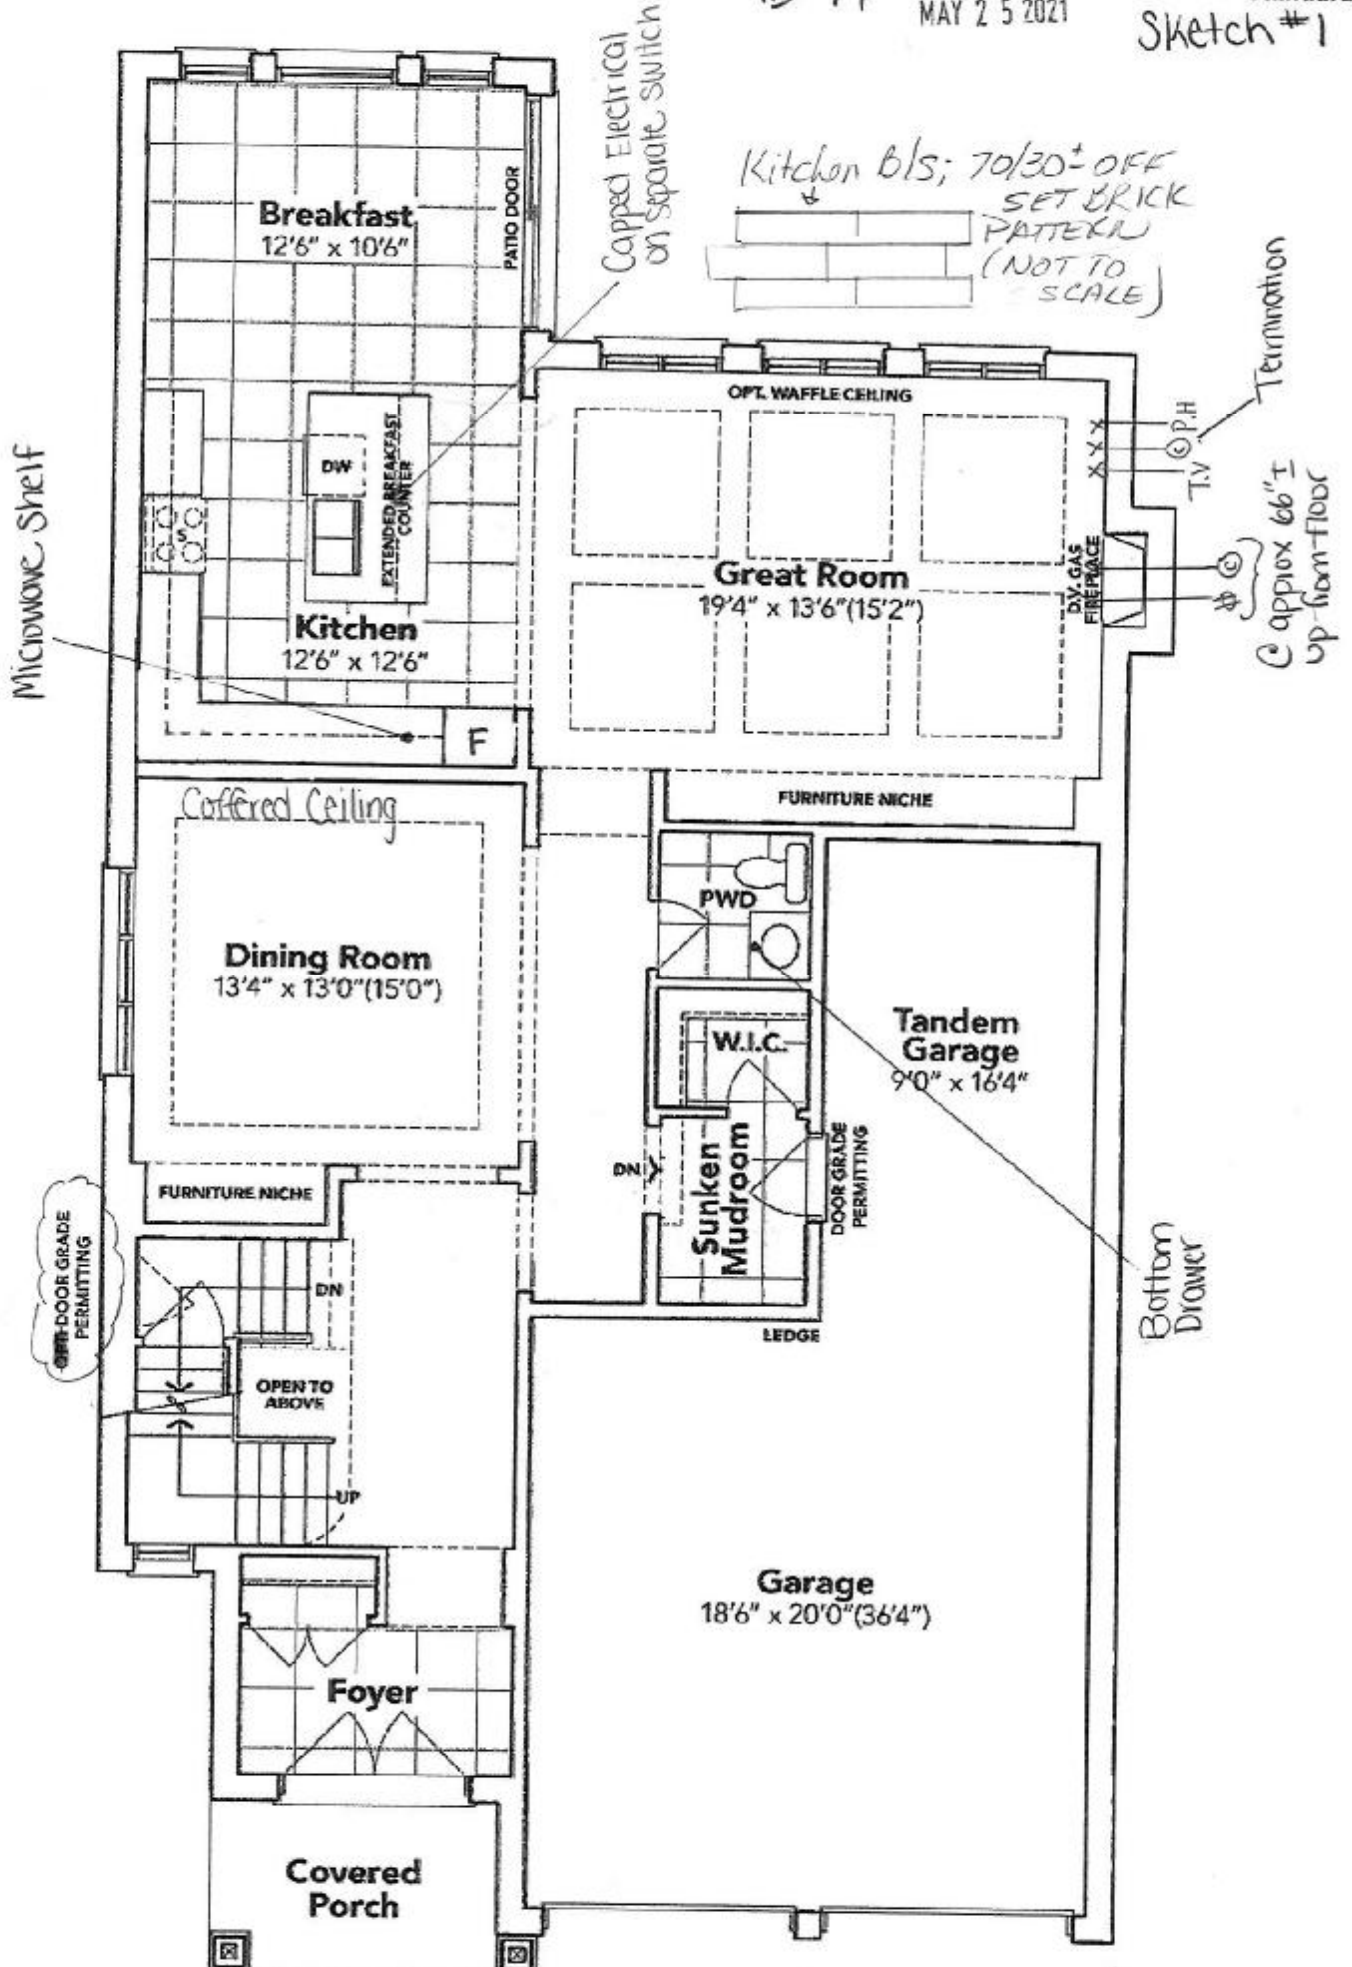 MAY 2 5 2021
Sketch #1
Capped Electrical
on Separate Switch
Kitchen B/S; 70/30± OFF
SET BRICK
PATTERN
(NOT TO
SCALE)
Breakfast
12'6" x 10'6"
PATIO DOOR
Termination
OPT. WAFFLE CEILING
P.H
C
T.V
Microwave Shelf
DW
EXTENDED BREAKFAST
COUNTER
S
Great Room
19'4" x 13'6"(15'2")
D.V. GAS
FIREPLACE
C
@ approx 66"±
up from floor
Kitchen
12'6" x 12'6"
F
FURNITURE NICHE
Coffered Ceiling
PWD
Dining Room
13'4" x 13'0"(15'0")
Tandem
Garage
9'0" x 16'4"
W.I.C.
DN
Sunken
Mudroom
DOOR GRADE
PERMITTING
FURNITURE NICHE
DOOR GRADE
PERMITTING
DN
Bottom
Drawer
LEDGE
OPEN TO
ABOVE
UP
Garage
18'6" x 20'0"(36'4")
Foyer
Covered
Porch